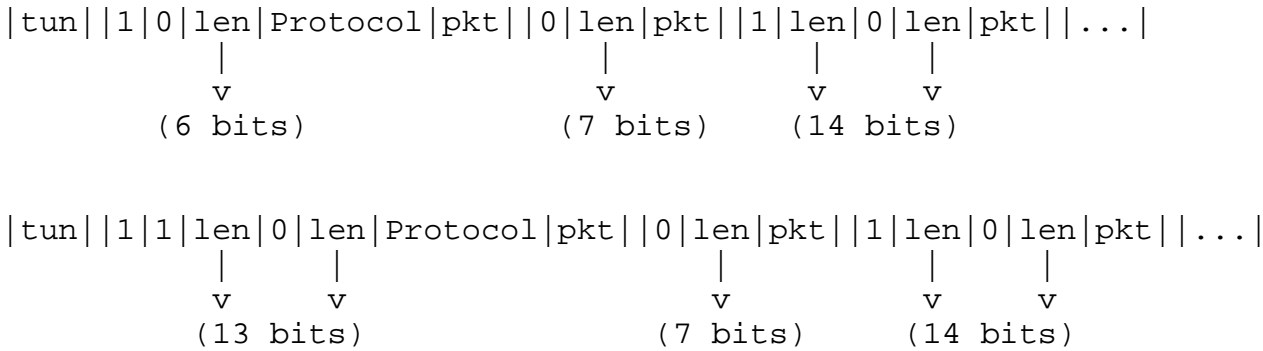 |tun||1|0|len|Protocol|pkt||0|len|pkt||1|len|0|len|pkt||...|
| | | |
v v v v
(6 bits) (7 bits) (14 bits)
|tun||1|1|len|0|len|Protocol|pkt||0|len|pkt||1|len|0|len|pkt||...|
| | | | |
v v v v v
(13 bits) (7 bits) (14 bits)